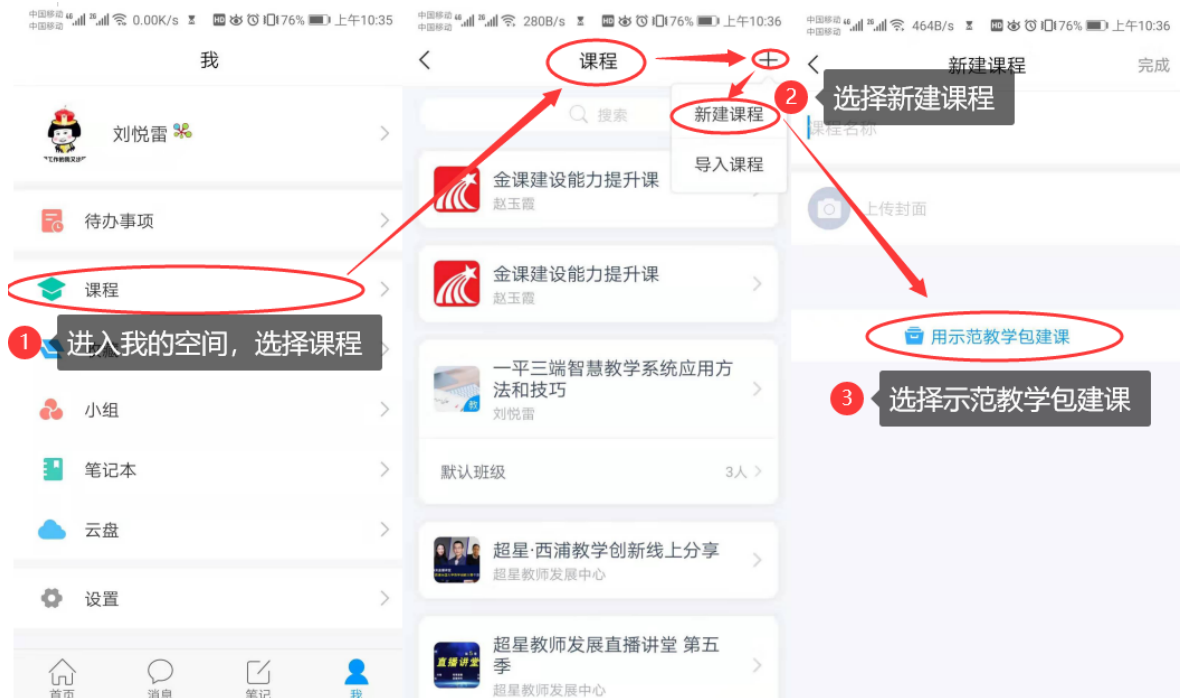 中国移动
中国移动
0.00K/s
HD
76%
上午10:35
我
刘悦雷
待办事项
课程
1
进入我的空间，选择课程
小组
笔记本
云盘
设置
首页
消息
笔记
我
中国移动
中国移动
280B/s
HD
76%
上午10:36
课程
搜索
新建课程
导入课程
金课建设能力提升课
赵玉霞
金课建设能力提升课
赵玉霞
一平三端智慧教学系统应用方
法和技巧
教
刘悦雷
默认班级
3人
超星·西浦教学创新线上分享
超星教师发展中心
超星教师发展直播讲堂 第五
季
直播讲堂
超星教师发展中心
中国移动
中国移动
464B/s
HD
76%
上午10:36
新建课程
完成
2
选择新建课程
课程名称
上传封面
用示范教学包建课
3
选择示范教学包建课